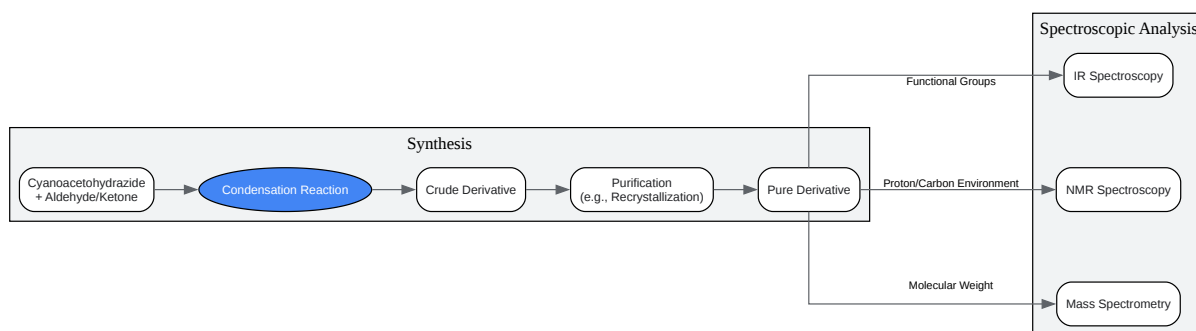 Spectroscopic Analysis
IR Spectroscopy
Functional Groups
Synthesis
Cyanoacetohydrazide
+ Aldehyde/Ketone
Condensation Reaction
Crude Derivative
Purification
(e.g., Recrystallization)
Pure Derivative
Proton/Carbon Environment
NMR Spectroscopy
Molecular Weight
Mass Spectrometry